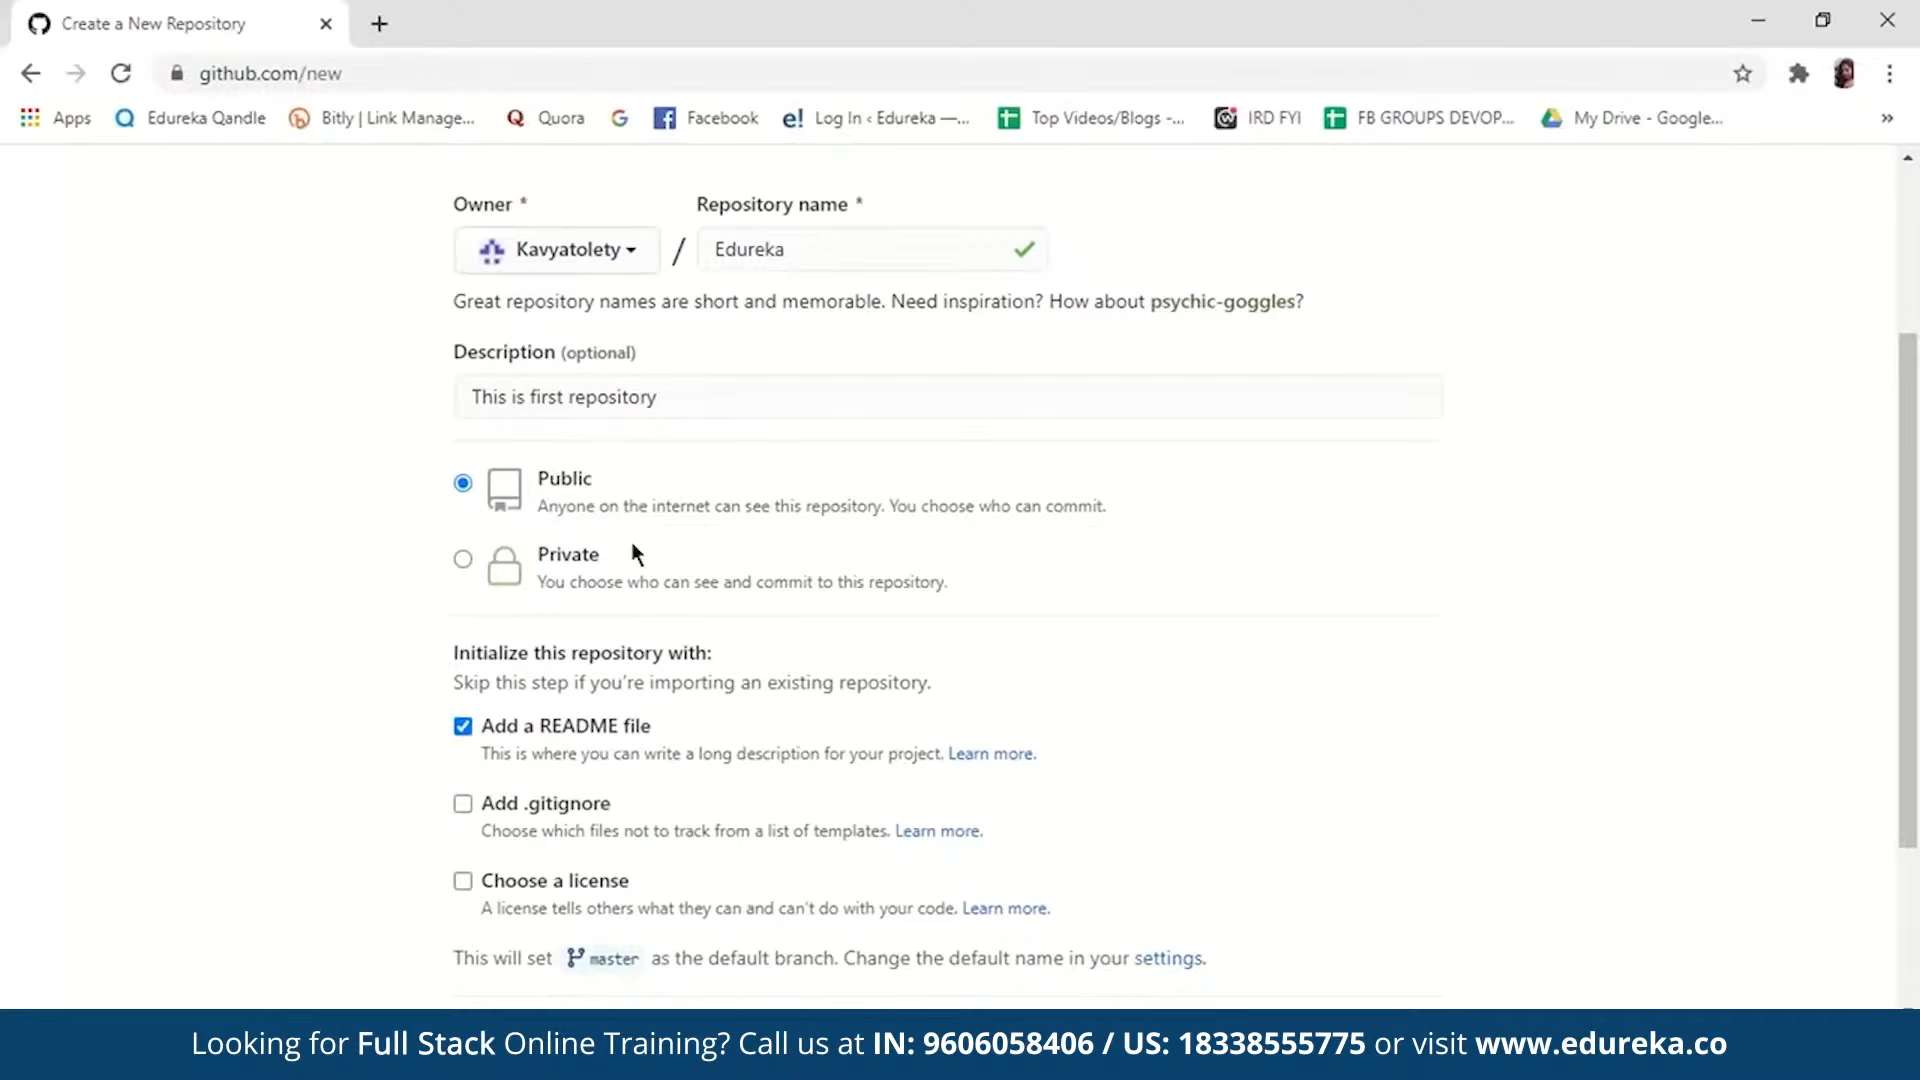 Create a New Repository
github.com/new
Apps Edureka Qandle Bitly | Link Manage... Quora Facebook Log In ‹ Edureka —... Top Videos/Blogs -... IRD FYI FB GROUPS DEVOP... My Drive - Google... »
Owner * Repository name *
Kavyatolety / Edureka
Great repository names are short and memorable. Need inspiration? How about psychic-goggles?
Description (optional)
This is first repository
Public
Anyone on the internet can see this repository. You choose who can commit.
Private
You choose who can see and commit to this repository.
Initialize this repository with:
Skip this step if you're importing an existing repository.
Add a README file
This is where you can write a long description for your project. Learn more.
Add .gitignore
Choose which files not to track from a list of templates. Learn more.
Choose a license
A license tells others what they can and can't do with your code. Learn more.
This will set master as the default branch. Change the default name in your settings.
Looking for Full Stack Online Training? Call us at IN: 9606058406 / US: 18338555775 or visit www.edureka.co